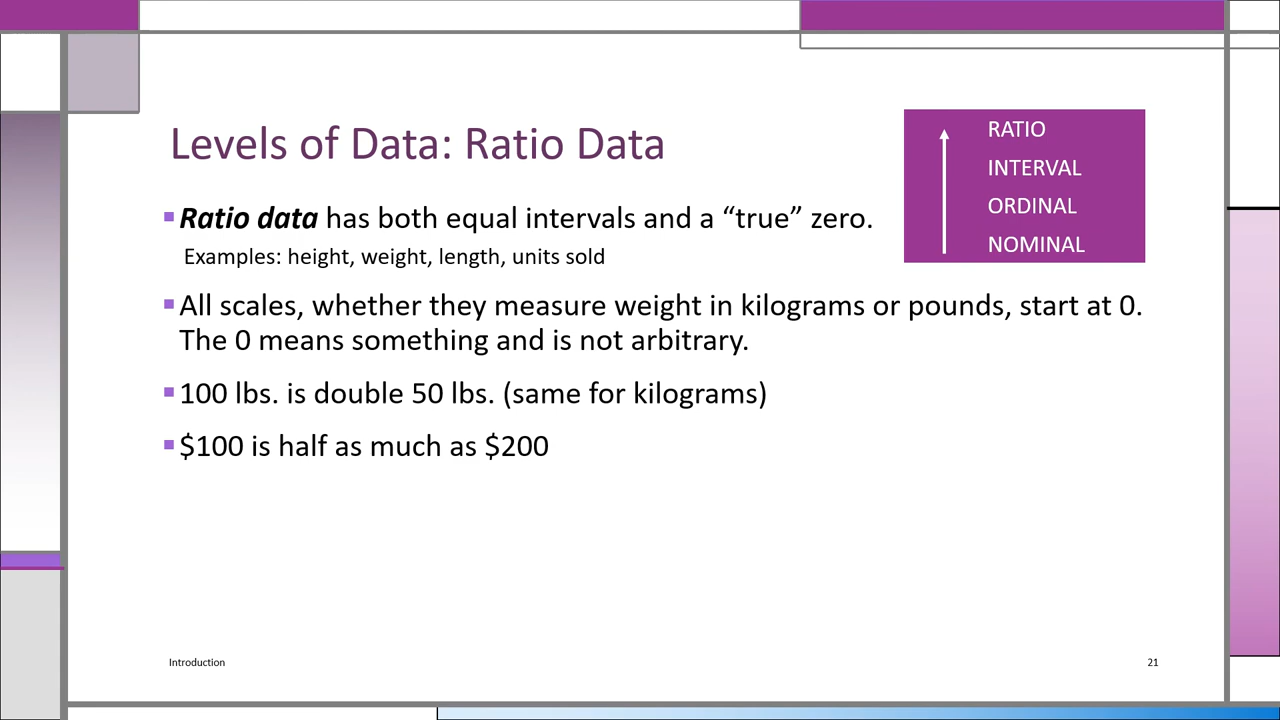 Levels of Data: Ratio Data
RATIO
INTERVAL
ORDINAL
NOMINAL
Ratio data has both equal intervals and a “true” zero.
Examples: height, weight, length, units sold
All scales, whether they measure weight in kilograms or pounds, start at 0.
The 0 means something and is not arbitrary.
100 lbs. is double 50 lbs. (same for kilograms)
$100 is half as much as $200
Introduction
21